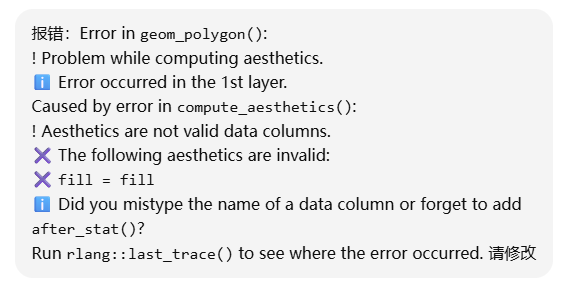 报错：Error in geom_polygon():
! Problem while computing aesthetics.
ℹ️ Error occurred in the 1st layer.
Caused by error in compute_aesthetics():
! Aesthetics are not valid data columns.
❌ The following aesthetics are invalid:
❌ fill = fill
ℹ️ Did you mistype the name of a data column or forget to add
after_stat()?
Run rlang::last_trace() to see where the error occurred. 请修改